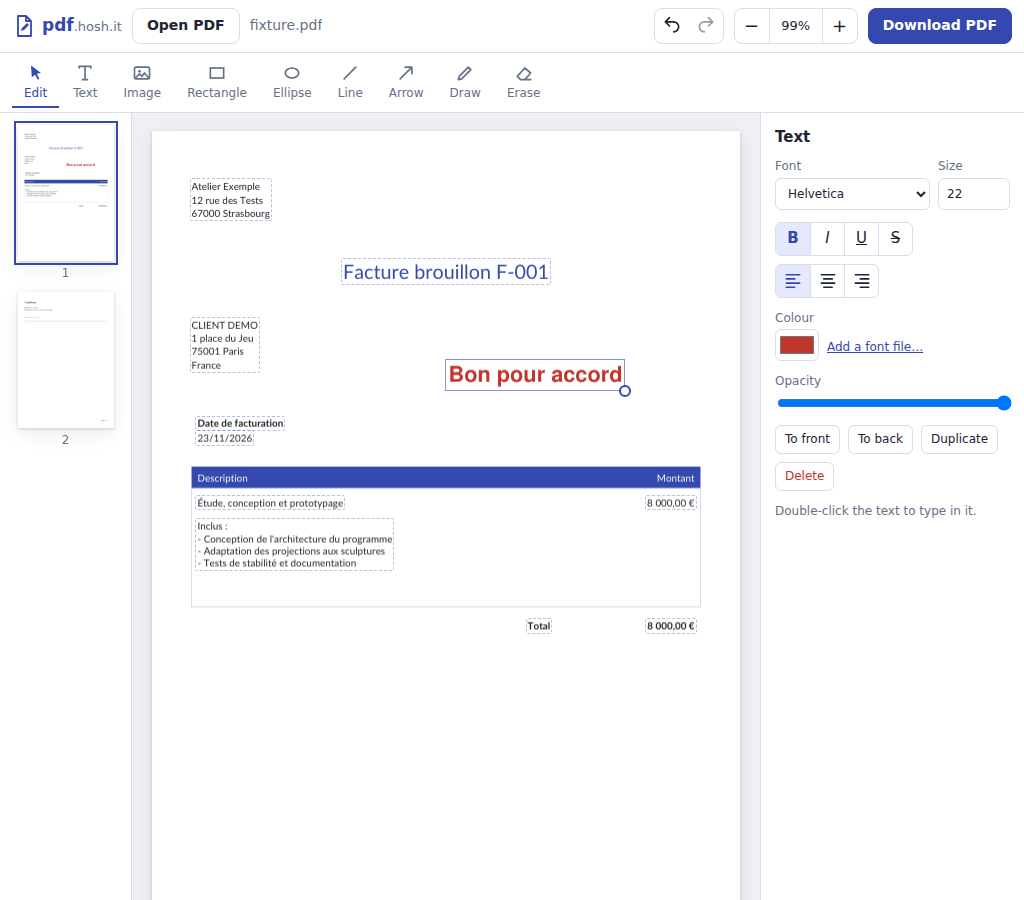 pdf.hosh.it
Open PDF
fixture.pdf
99%
Download PDF
Edit
Text
Image
Rectangle
Ellipse
Line
Arrow
Draw
Erase
1
2
Atelier Exemple
12 rue des Tests
67000 Strasbourg
Facture brouillon F-001
CLIENT DEMO
1 place du Jeu
75001 Paris
France
Bon pour accord
Date de facturation
23/11/2026
Description Montant
Étude, conception et prototypage 8 000,00 €
Inclus :
- Conception de l'architecture du programme
- Adaptation des projections aux sculptures
- Tests de stabilité et documentation
Total 8 000,00 €
Text
Font Size
Helvetica 22
B I U S
Colour
Add a font file…
Opacity
To front To back Duplicate
Delete
Double-click the text to type in it.